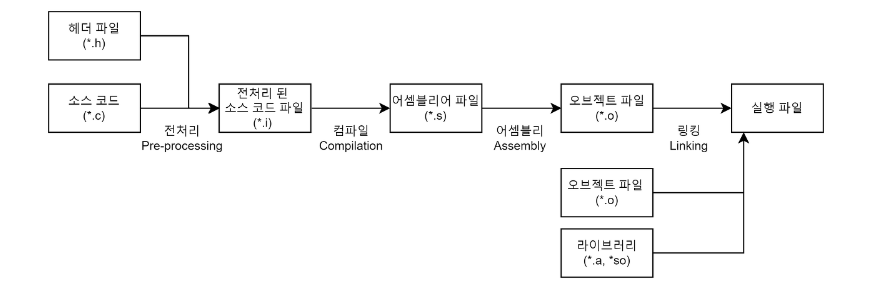 헤더 파일
(*.h)
소스 코드
(*.c)
전처리
Pre-processing
전처리 된
소스 코드 파일
(*.i)
컴파일
Compilation
어셈블리어 파일
(*.s)
어셈블리
Assembly
오브젝트 파일
(*.o)
링킹
Linking
실행 파일
오브젝트 파일
(*.o)
라이브러리
(*.a, *so)